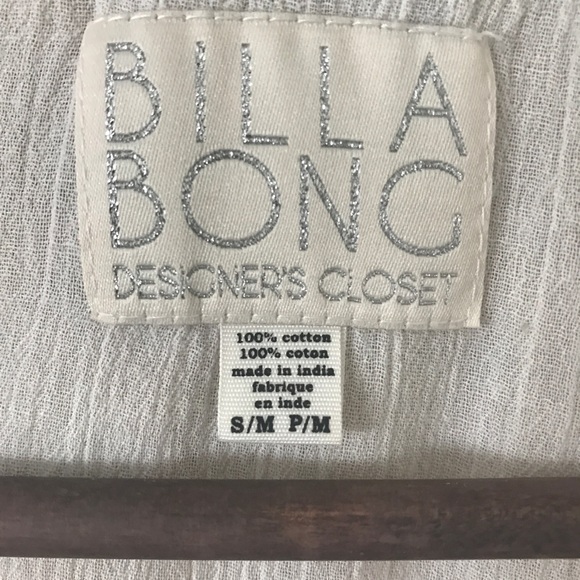 BILLA
BONG
DESIGNER'S CLOSET
100% cotton
100% coton
made in india
fabrique
en inde
S/M P/M